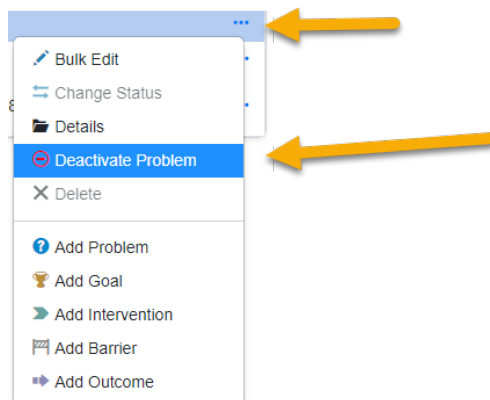 Bulk Edit
Change Status
Details
Deactivate Problem
Delete
Add Problem
Add Goal
Add Intervention
Add Barrier
Add Outcome